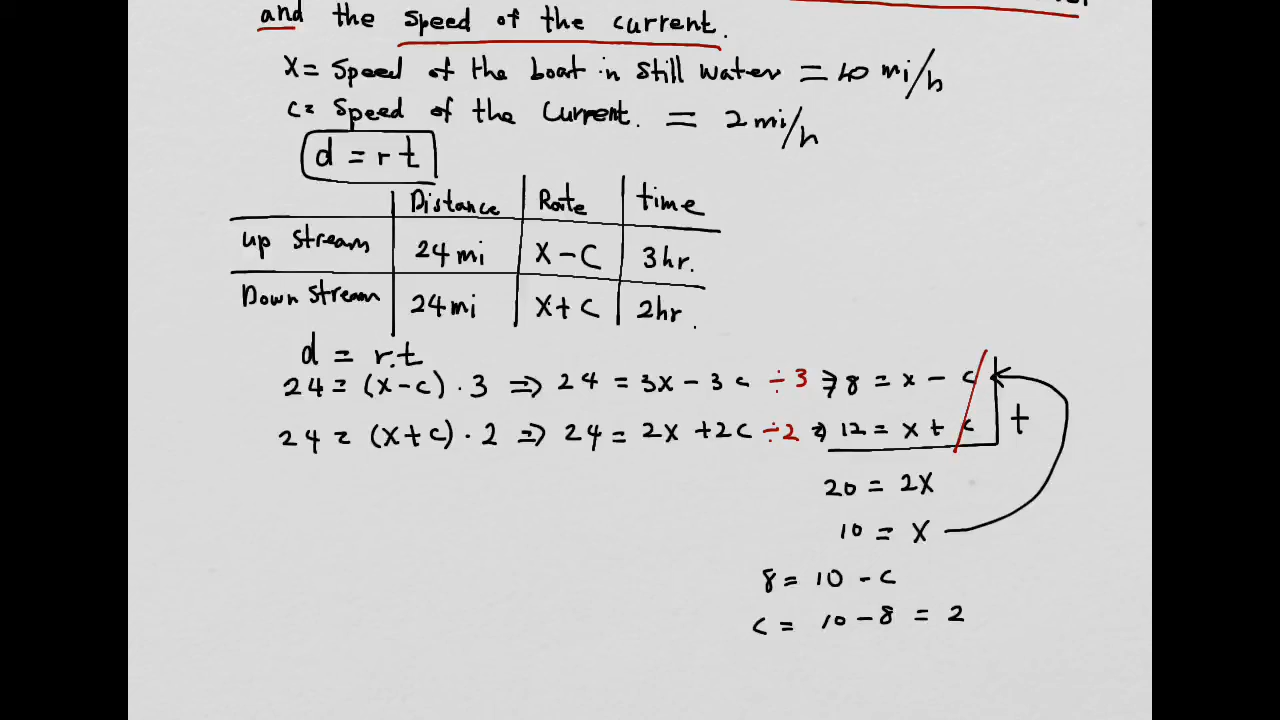 and the speed of the current.
X = Speed of the boat in still water = 10 mi/h
C = Speed of the current. = 2 mi/h
d = r t
Distance Rate time
up stream 24 mi X - C 3 hr.
Down stream 24 mi X + C 2 hr.
d = r.t
24 = (X - C) · 3 ⇒ 24 = 3X - 3C ÷ 3 ⇒ 8 = X - C
24 = (X + C) · 2 ⇒ 24 = 2X + 2C ÷ 2 ⇒ 12 = X + C +
20 = 2X
10 = X
8 = 10 - C
C = 10 - 8 = 2